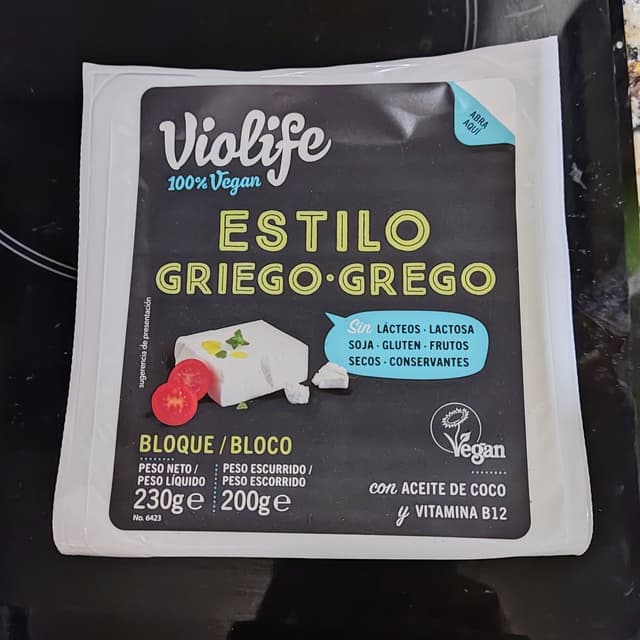 Violife
100% Vegan
ABRA
AQUÍ
ESTILO
GRIEGO·GREGO
Sin LÁCTEOS · LACTOSA
SOJA · GLUTEN · FRUTOS
SECOS · CONSERVANTES
sugerencia de presentación
BLOQUE / BLOCO
PESO NETO /
PESO LÍQUIDO
230g e
PESO ESCURRIDO /
PESO ESCORRIDO
200g e
No. 6423
Vegan
con ACEITE DE COCO
y VITAMINA B12